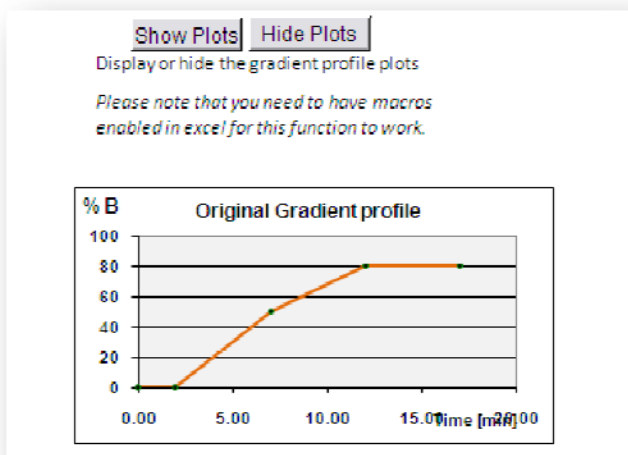 Show Plots Hide Plots
Display or hide the gradient profile plots
Please note that you need to have macros
enabled in excel for this function to work.
% B Original Gradient profile
100
80
60
40
20
0
0.00 5.00 10.00 15.00 20.00
Time [min]